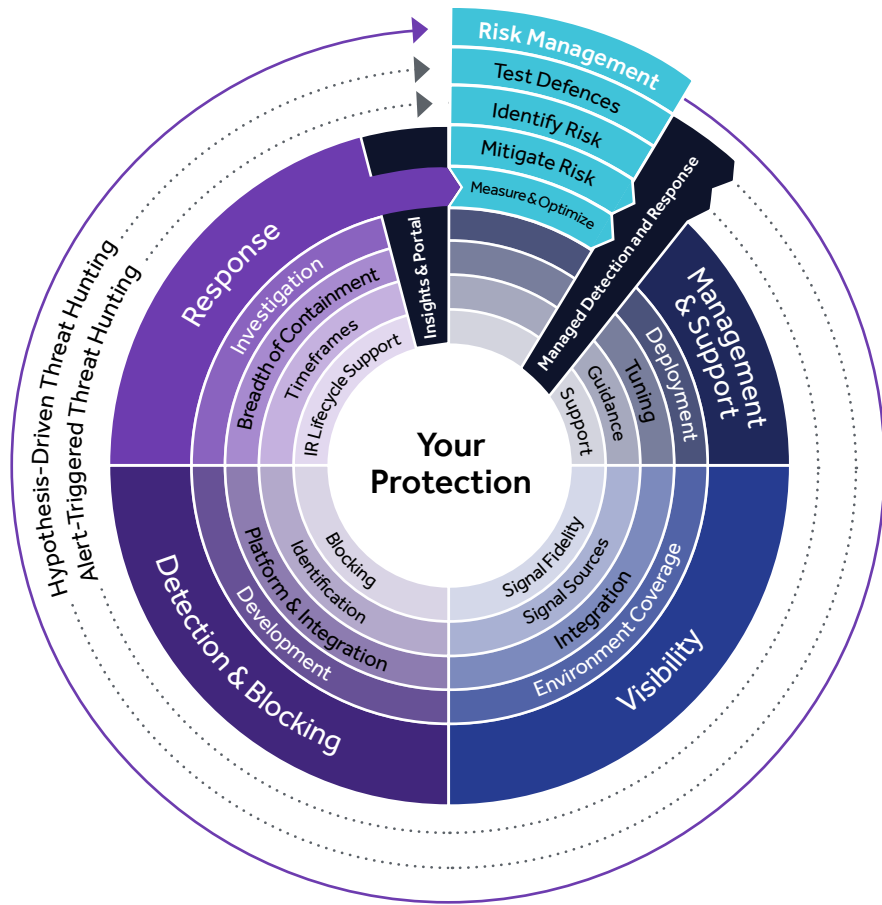 Risk Management
Test Defences
Identify Risk
Mitigate Risk
Measure & Optimize
Managed Detection and Response
Management
& Support
Deployment
Tuning
Guidance
Support
Visibility
Environment Coverage
Integration
Signal Sources
Signal Fidelity
Detection & Blocking
Development
Platform & Integration
Identification
Blocking
Response
Investigation
Breadth of Containment
Timeframes
IR Lifecycle Support
Insights & Portal
Hypothesis-Driven Threat Hunting
Alert-Triggered Threat Hunting
Your
Protection